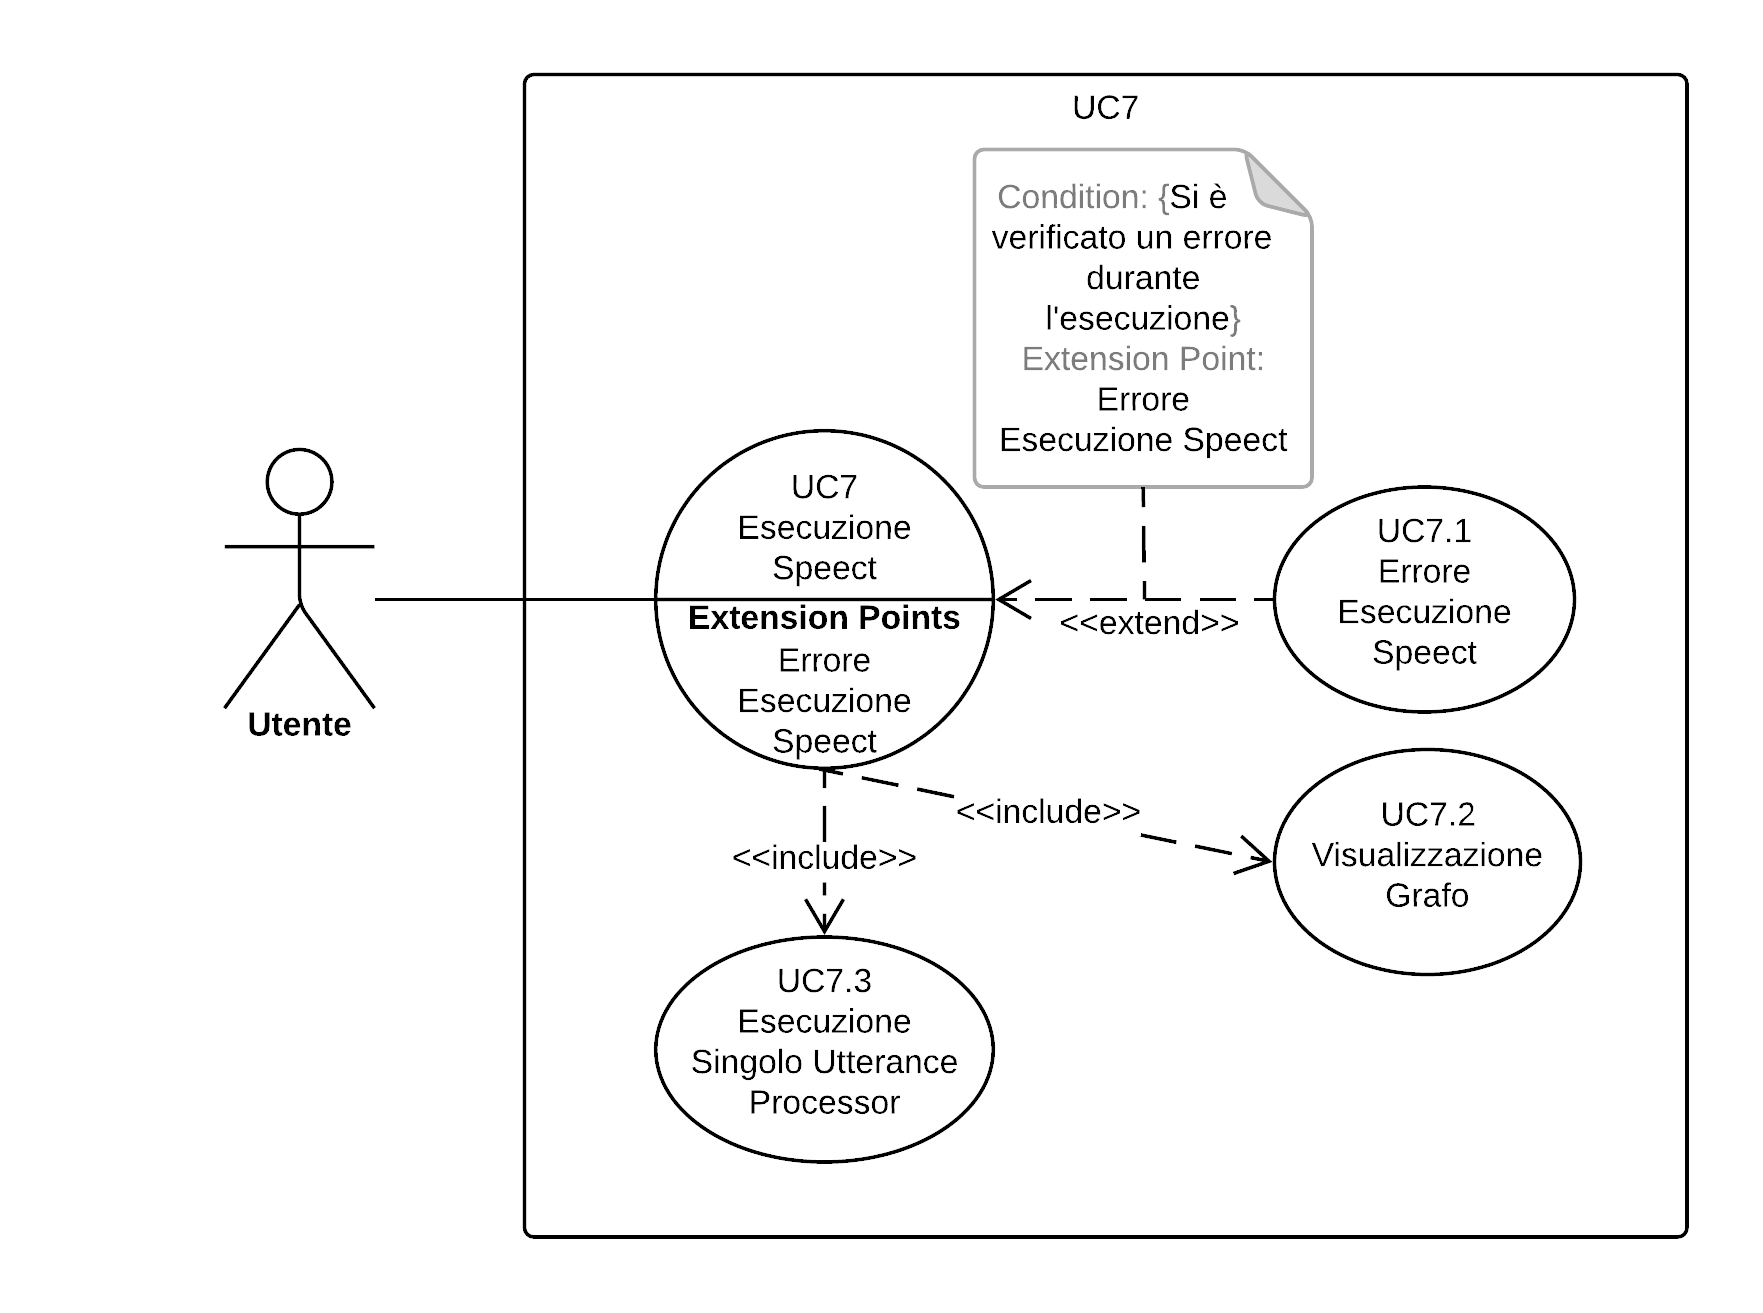 UC7
Condition: {Si è
verificato un errore
durante
l'esecuzione}
Extension Point:
Errore
Esecuzione Speect
UC7
Esecuzione
Speect
Extension Points
Errore
Esecuzione
Speect
<<extend>>
UC7.1
Errore
Esecuzione
Speect
Utente
<<include>>
<<include>>
UC7.2
Visualizzazione
Grafo
UC7.3
Esecuzione
Singolo Utterance
Processor